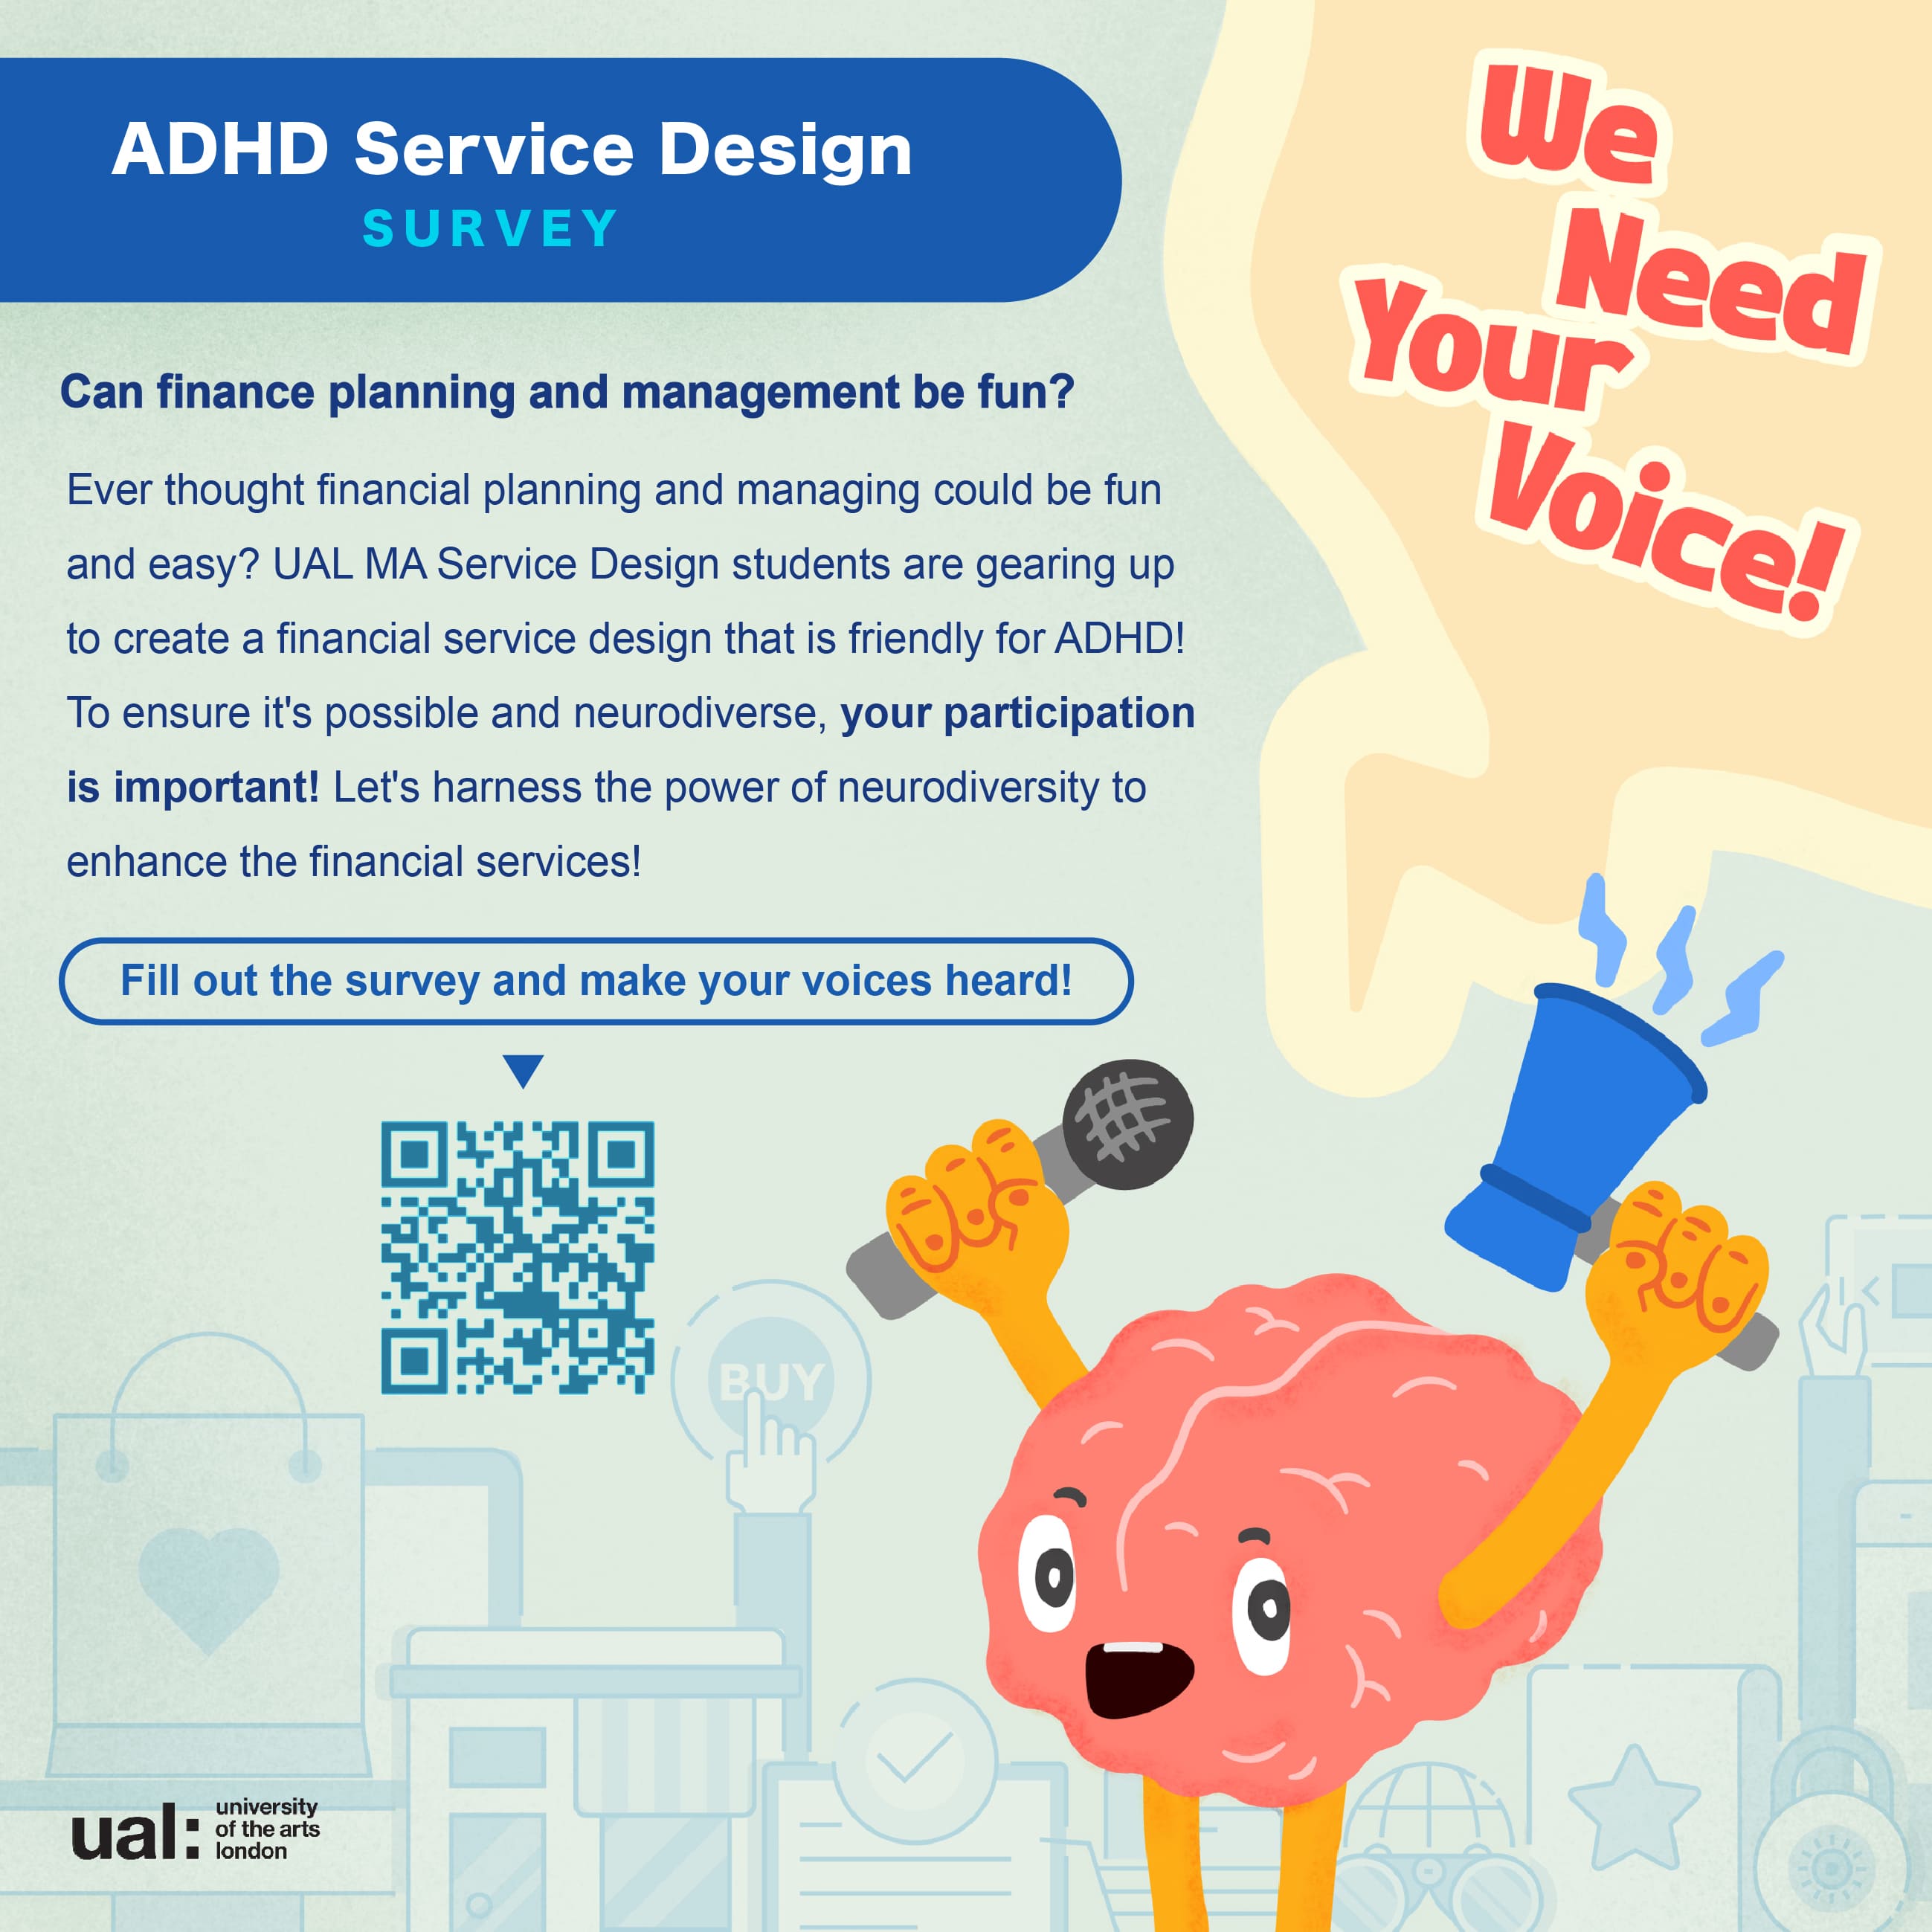 ADHD Service Design
SURVEY
We
Need
Your
Voice!
Can finance planning and management be fun?
Ever thought financial planning and managing could be fun
and easy? UAL MA Service Design students are gearing up
to create a financial service design that is friendly for ADHD!
To ensure it's possible and neurodiverse, your participation
is important! Let's harness the power of neurodiversity to
enhance the financial services!
Fill out the survey and make your voices heard!
BUY
ual:
university
of the arts
london